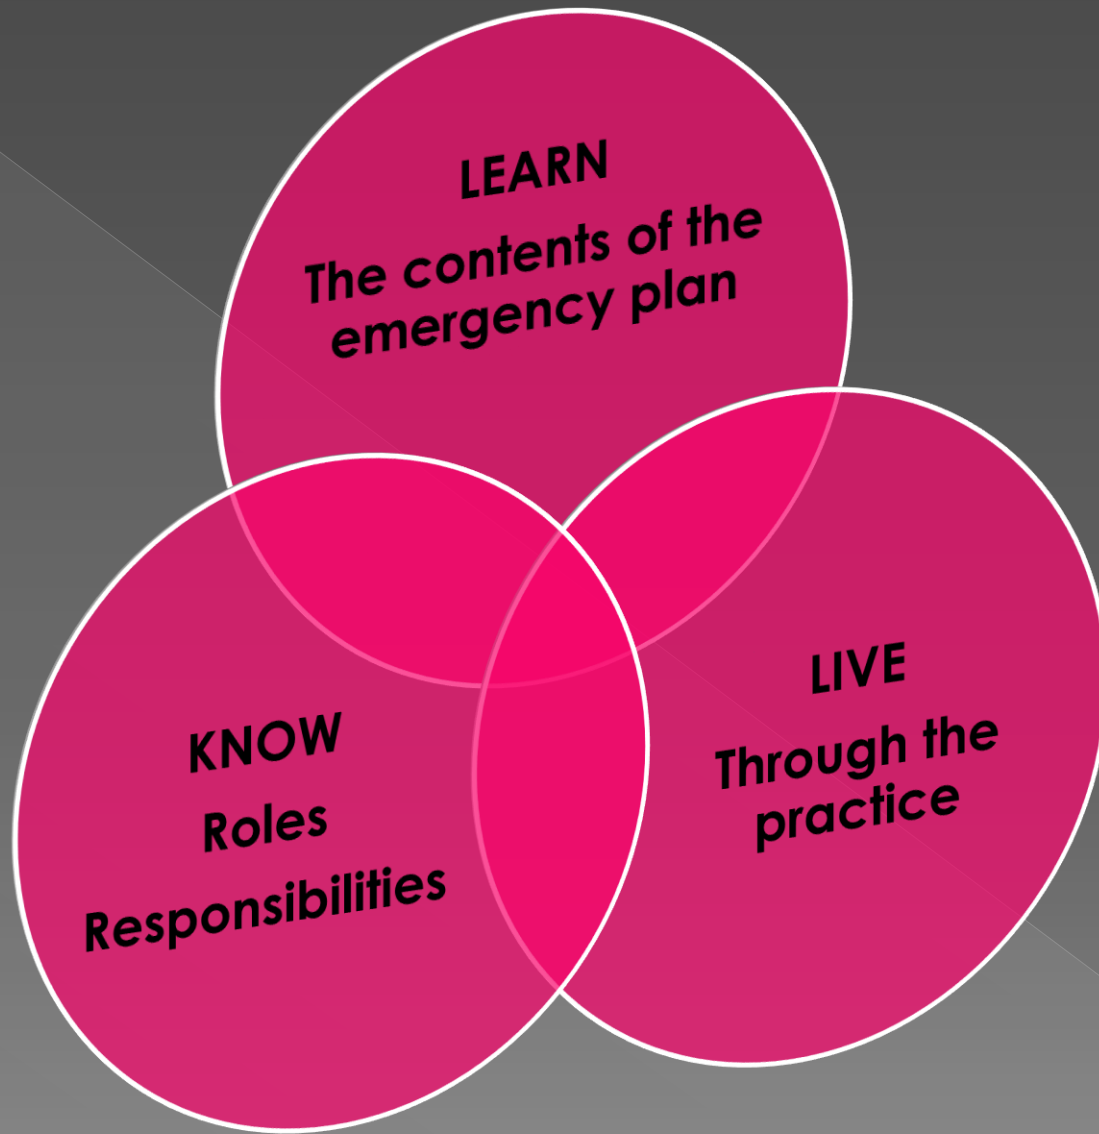 LEARN
The contents of the
emergency plan
KNOW
Roles
Responsibilities
LIVE
Through the
practice